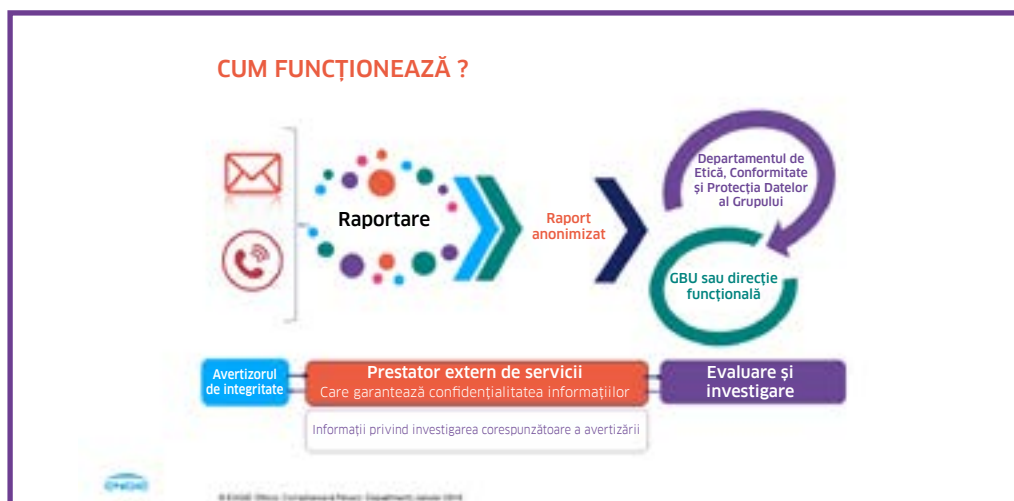 CUM FUNCȚIONEAZĂ ?
Raportare
Raport
anonimizat
Departamentul de
Etică, Conformitate
și Protecția Datelor
al Grupului
GBU sau direcție
funcțională
Avertizorul
de integritate
Prestator extern de servicii
Care garantează confidențialitatea informațiilor
Evaluare și
investigare
Informații privind investigarea corespunzătoare a avertizării
ENGIE